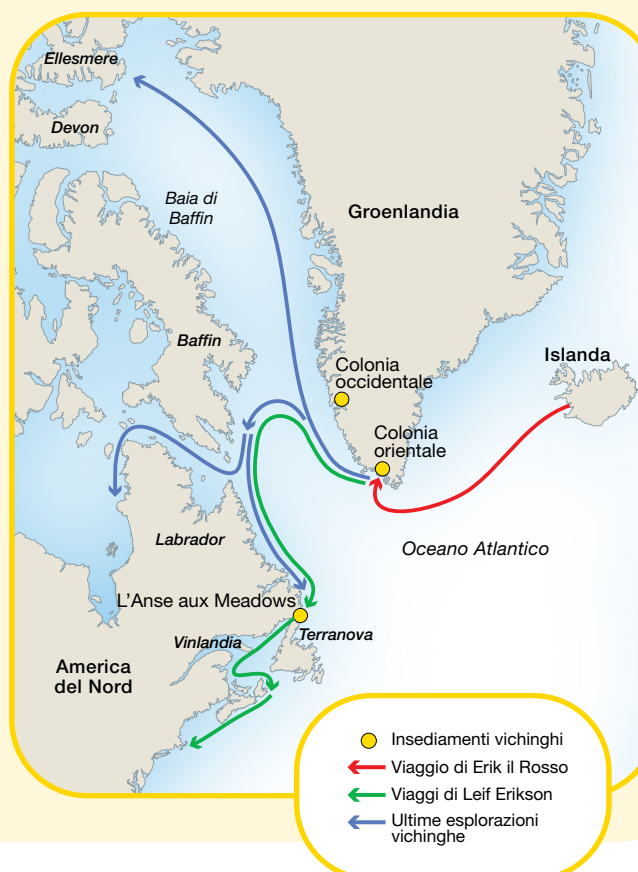 Ellesmere
Devon
Baia di
Baffin
Groenlandia
Baffin
Islanda
Colonia
occidentale
Colonia
orientale
Oceano Atlantico
Labrador
L'Anse aux Meadows
Terranova
Vinlandia
America
del Nord
Insediamenti vichinghi
Viaggio di Erik il Rosso
Viaggi di Leif Erikson
Ultime esplorazioni
vichinghe